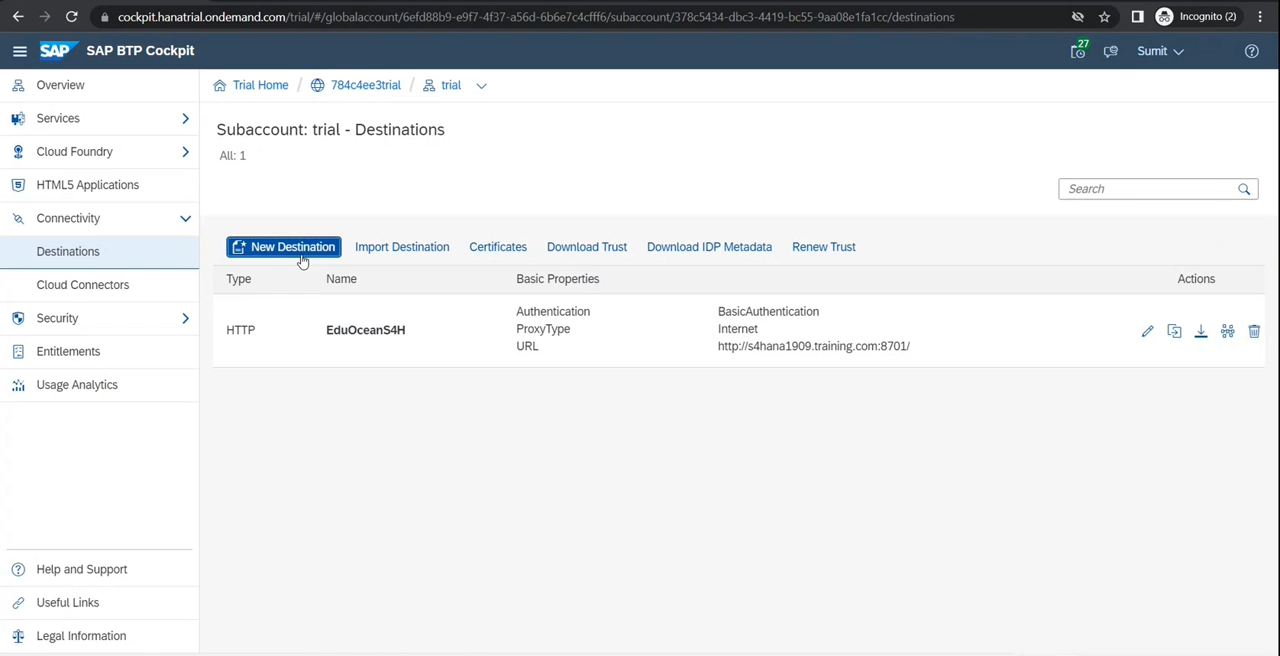 cockpit.hanatrial.ondemand.com/trial/#/globalaccount/6efd88b9-e9f7-4f37-a56d-6b6e7c4cfff6/subaccount/378c5434-dbc3-4419-bc55-9aa08e1fa1cc/destinations
Incognito (2)
SAP SAP BTP Cockpit
27
Sumit
Overview
Services
Cloud Foundry
HTML5 Applications
Connectivity
Destinations
Cloud Connectors
Security
Entitlements
Usage Analytics
Help and Support
Useful Links
Legal Information
Trial Home / 784c4ee3trial / trial
Subaccount: trial - Destinations
All: 1
Search
New Destination Import Destination Certificates Download Trust Download IDP Metadata Renew Trust
Type Name Basic Properties Actions
HTTP EduOceanS4H
Authentication BasicAuthentication
ProxyType Internet
URL http://s4hana1909.training.com:8701/